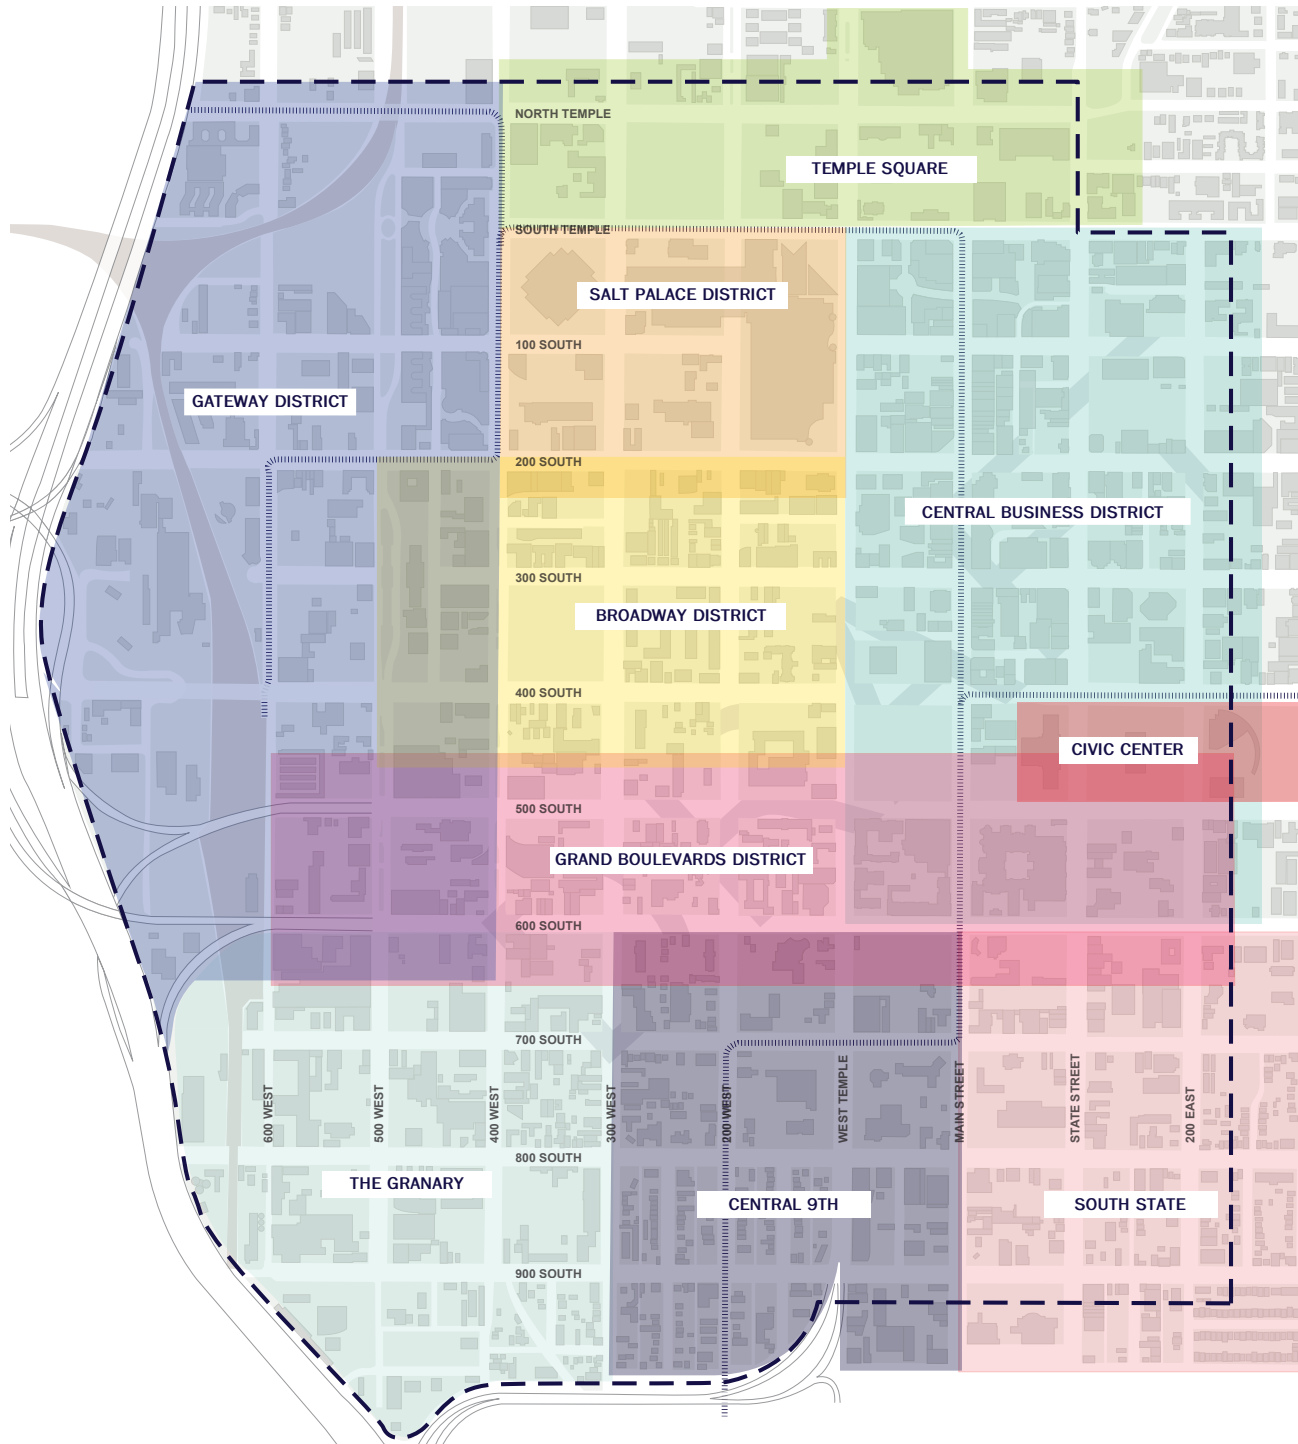 NORTH TEMPLE
TEMPLE SQUARE
SOUTH TEMPLE
SALT PALACE DISTRICT
100 SOUTH
GATEWAY DISTRICT
200 SOUTH
CENTRAL BUSINESS DISTRICT
300 SOUTH
BROADWAY DISTRICT
400 SOUTH
CIVIC CENTER
500 SOUTH
GRAND BOULEVARDS DISTRICT
600 SOUTH
700 SOUTH
600 WEST
500 WEST
400 WEST
300 WEST
200 WEST
WEST TEMPLE
MAIN STREET
STATE STREET
200 EAST
800 SOUTH
THE GRANARY
CENTRAL 9TH
SOUTH STATE
900 SOUTH